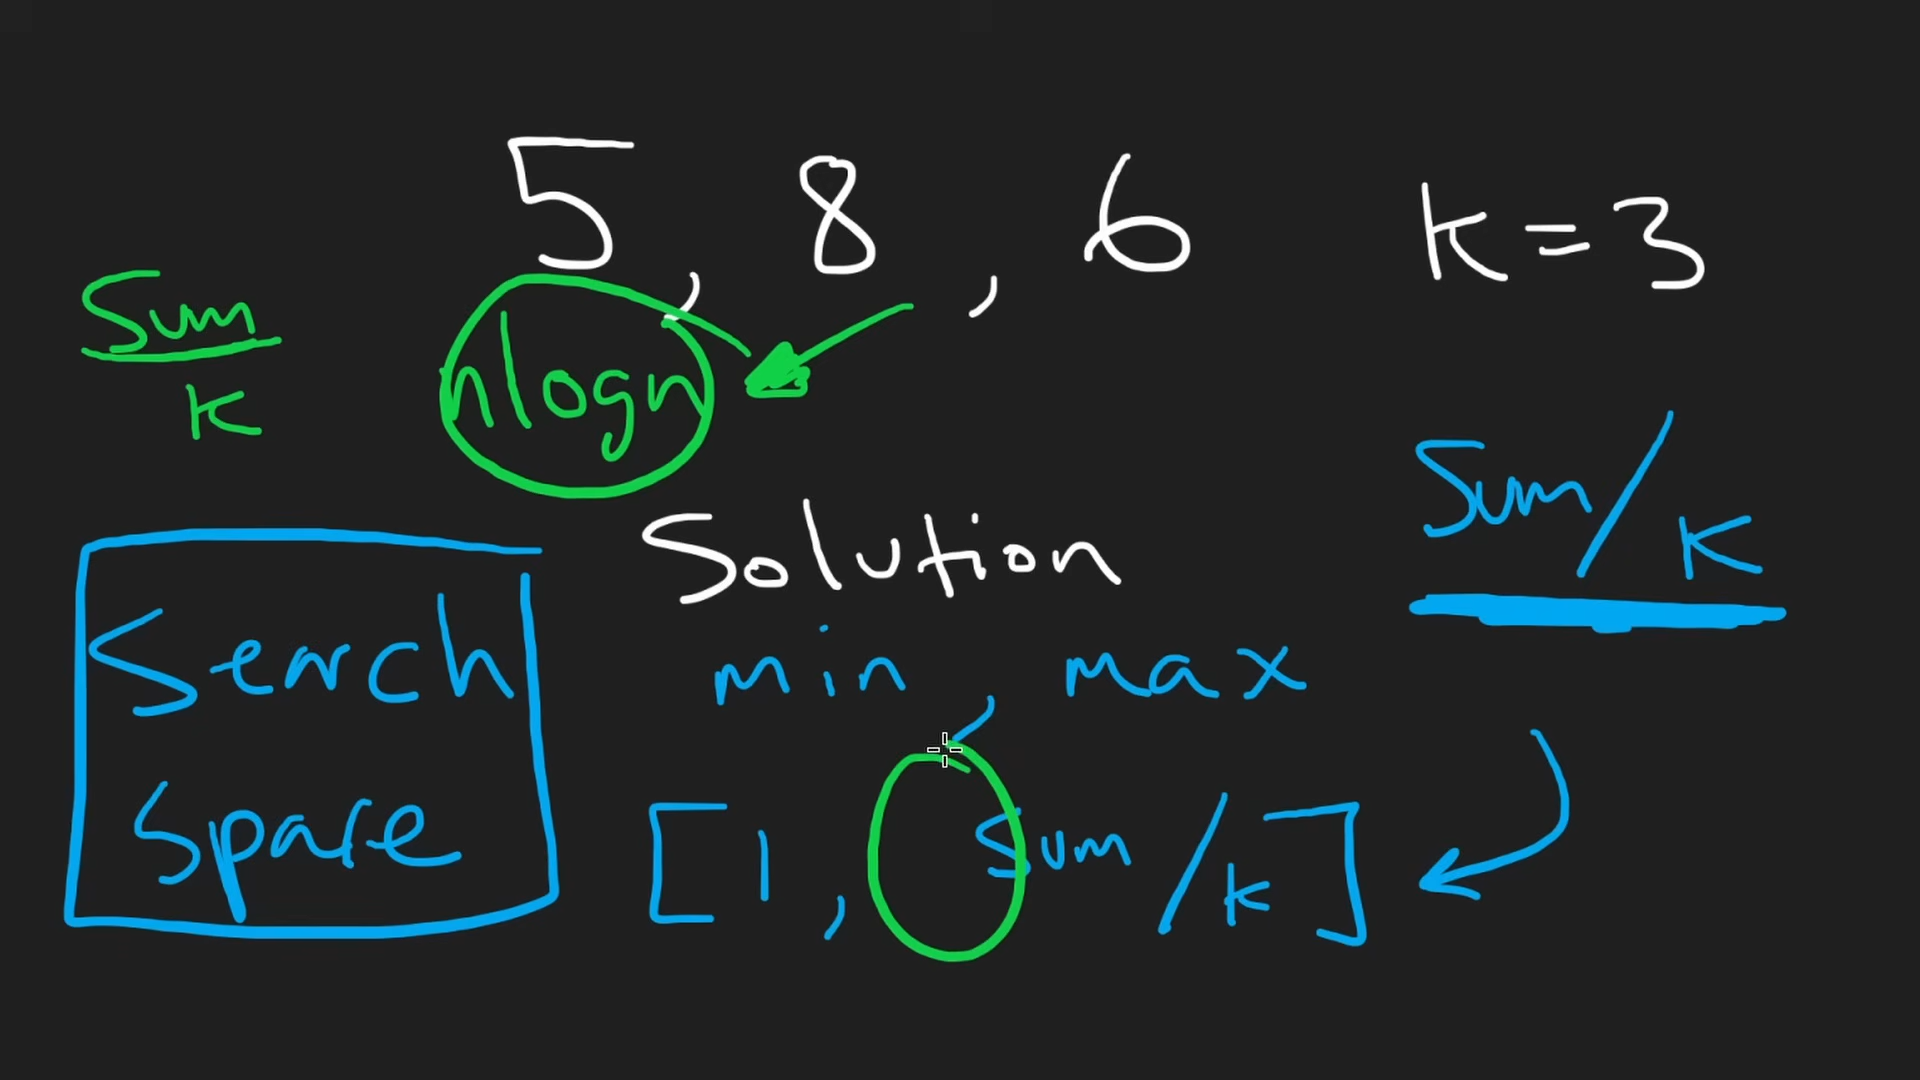 5, 8, 6 k=3
Sum
k
nlogn
Sum/k
Solution
min, max
Search
Space
[1, Sum/k]